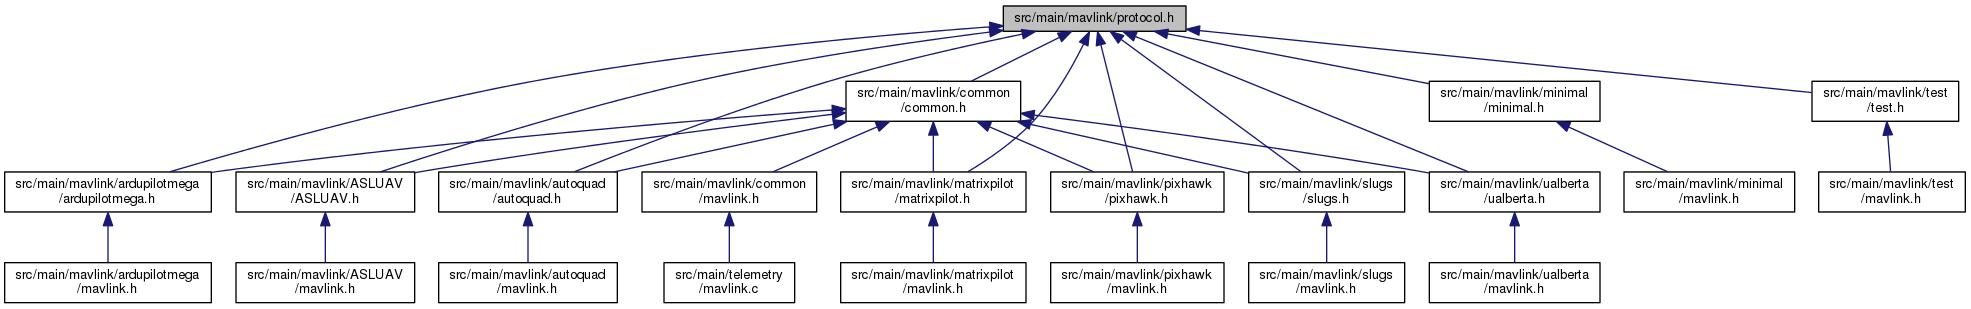 src/main/mavlink/protocol.h
src/main/mavlink/common
/common.h
src/main/mavlink/minimal
/minimal.h
src/main/mavlink/test
/test.h
src/main/mavlink/ardupilotmega
/ardupilotmega.h
src/main/mavlink/ASLUAV
/ASLUAV.h
src/main/mavlink/autoquad
/autoquad.h
src/main/mavlink/common
/mavlink.h
src/main/mavlink/matrixpilot
/matrixpilot.h
src/main/mavlink/pixhawk
/pixhawk.h
src/main/mavlink/slugs
/slugs.h
src/main/mavlink/ualberta
/ualberta.h
src/main/mavlink/minimal
/mavlink.h
src/main/mavlink/test
/mavlink.h
src/main/mavlink/ardupilotmega
/mavlink.h
src/main/mavlink/ASLUAV
/mavlink.h
src/main/mavlink/autoquad
/mavlink.h
src/main/telemetry
/mavlink.c
src/main/mavlink/matrixpilot
/mavlink.h
src/main/mavlink/pixhawk
/mavlink.h
src/main/mavlink/slugs
/mavlink.h
src/main/mavlink/ualberta
/mavlink.h